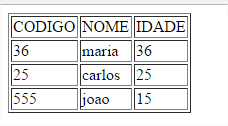 CODIGO NOME IDADE
36 maria 36
25 carlos 25
555 joao 15